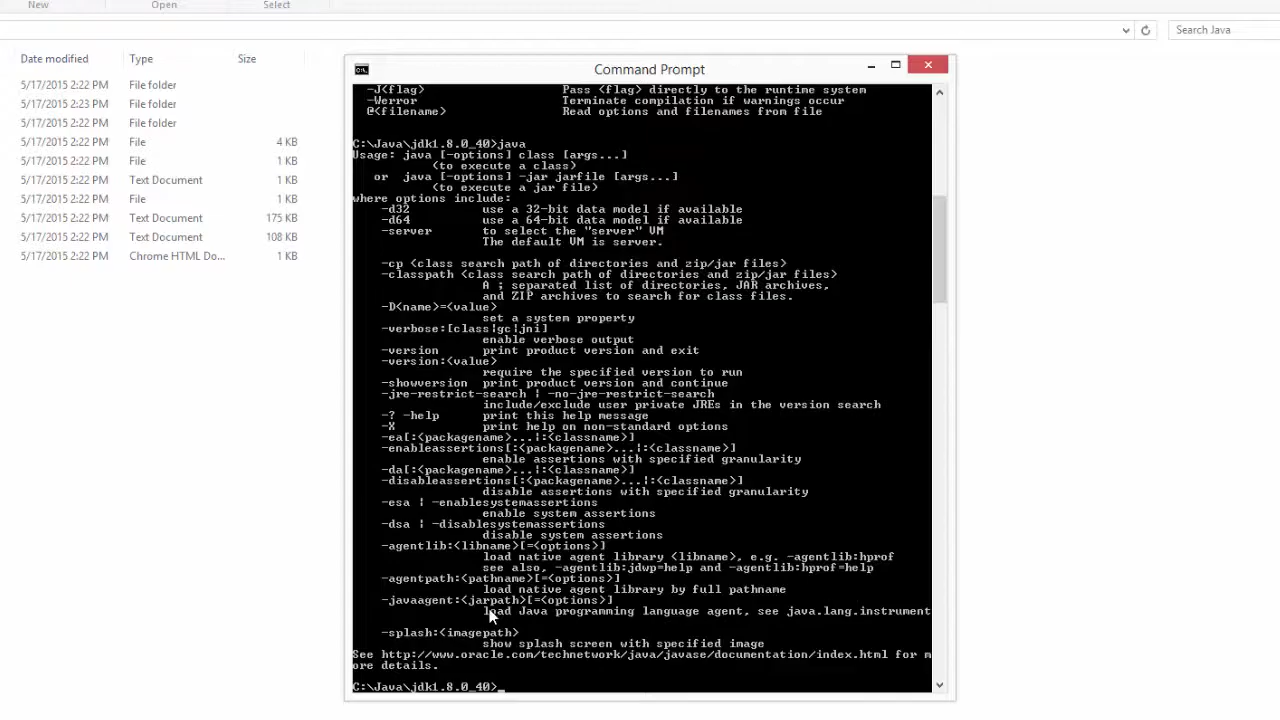 New Open Select
Search Java
Date modified Type Size
5/17/2015 2:22 PM File folder
5/17/2015 2:23 PM File folder
5/17/2015 2:22 PM File folder
5/17/2015 2:22 PM File 4 KB
5/17/2015 2:22 PM File 1 KB
5/17/2015 2:22 PM Text Document 1 KB
5/17/2015 2:22 PM File 1 KB
5/17/2015 2:22 PM Text Document 175 KB
5/17/2015 2:22 PM Text Document 108 KB
5/17/2015 2:22 PM Chrome HTML Do... 1 KB
Command Prompt
-J<flag> Pass <flag> directly to the runtime system
-Werror Terminate compilation if warnings occur
@<filename> Read options and filenames from file
C:\Java\jdk1.8.0_40>java
Usage: java [-options] class [args...]
(to execute a class)
or java [-options] -jar jarfile [args...]
(to execute a jar file)
where options include:
-d32 use a 32-bit data model if available
-d64 use a 64-bit data model if available
-server to select the "server" VM
The default VM is server.
-cp <class search path of directories and zip/jar files>
-classpath <class search path of directories and zip/jar files>
A ; separated list of directories, JAR archives,
and ZIP archives to search for class files.
-D<name>=<value>
set a system property
-verbose:[class|gc|jni]
enable verbose output
-version print product version and exit
-version:<value>
require the specified version to run
-showversion print product version and continue
-jre-restrict-search | -no-jre-restrict-search
include/exclude user private JREs in the version search
-? -help print this help message
-X print help on non-standard options
-ea[:<packagename>...|:<classname>]
-enableassertions[:<packagename>...|:<classname>]
enable assertions with specified granularity
-da[:<packagename>...|:<classname>]
-disableassertions[:<packagename>...|:<classname>]
disable assertions with specified granularity
-esa | -enablesystemassertions
enable system assertions
-dsa | -disablesystemassertions
disable system assertions
-agentlib:<libname>[=<options>]
load native agent library <libname>, e.g. -agentlib:hprof
see also, -agentlib:jdwp=help and -agentlib:hprof=help
-agentpath:<pathname>[=<options>]
load native agent library by full pathname
-javaagent:<jarpath>[=<options>]
load Java programming language agent, see java.lang.instrument
-splash:<imagepath>
show splash screen with specified image
See http://www.oracle.com/technetwork/java/javase/documentation/index.html for m
ore details.
C:\Java\jdk1.8.0_40>_